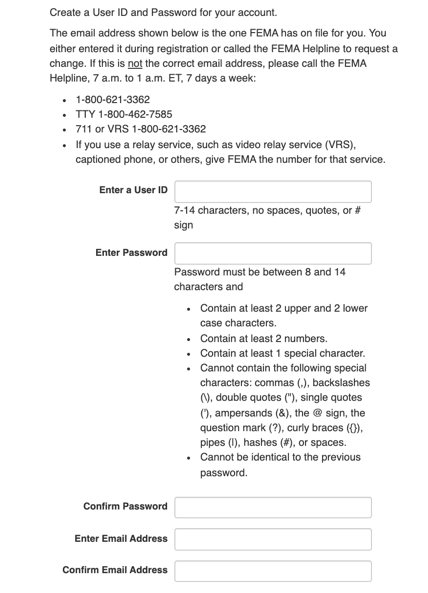 Create a User ID and Password for your account.
The email address shown below is the one FEMA has on file for you. You
either entered it during registration or called the FEMA Helpline to request a
change. If this is not the correct email address, please call the FEMA
Helpline, 7 a.m. to 1 a.m. ET, 7 days a week:
• 1-800-621-3362
• TTY 1-800-462-7585
• 711 or VRS 1-800-621-3362
• If you use a relay service, such as video relay service (VRS),
captioned phone, or others, give FEMA the number for that service.
Enter a User ID
7-14 characters, no spaces, quotes, or #
sign
Enter Password
Password must be between 8 and 14
characters and
• Contain at least 2 upper and 2 lower
case characters.
• Contain at least 2 numbers.
• Contain at least 1 special character.
• Cannot contain the following special
characters: commas (,), backslashes
(\), double quotes ("), single quotes
('), ampersands (&), the @ sign, the
question mark (?), curly braces ({}),
pipes (|), hashes (#), or spaces.
• Cannot be identical to the previous
password.
Confirm Password
Enter Email Address
Confirm Email Address